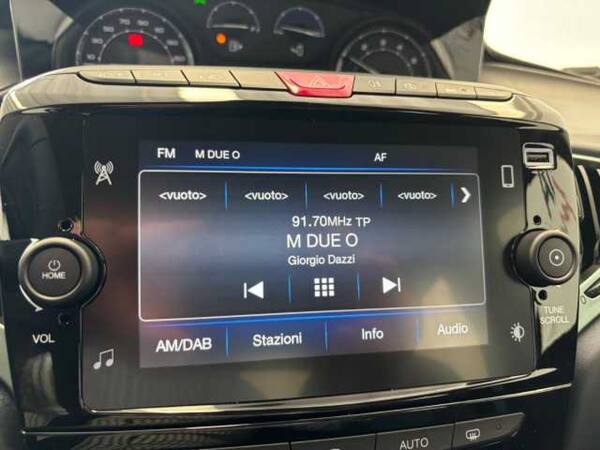 FM M DUE O AF
<vuoto> <vuoto> <vuoto> <vuoto>
91.70MHz TP
M DUE O
Giorgio Dazzi
AM/DAB Stazioni Info Audio
HOME
VOL
TUNE
SCROLL
AUTO